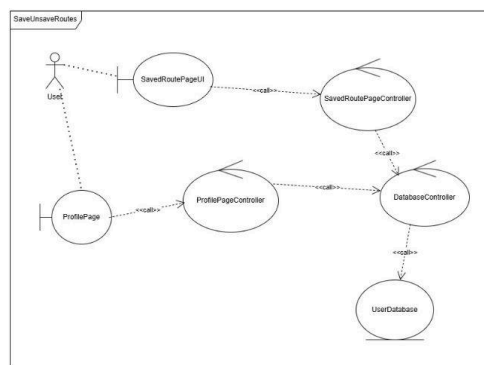 SaveUnsaveRoutes
User
SavedRoutePageUI
<<call>>
SavedRoutePageController
<<call>>
ProfilePage
<<call>>
ProfilePageController
<<call>>
DatabaseController
<<call>>
UserDatabase